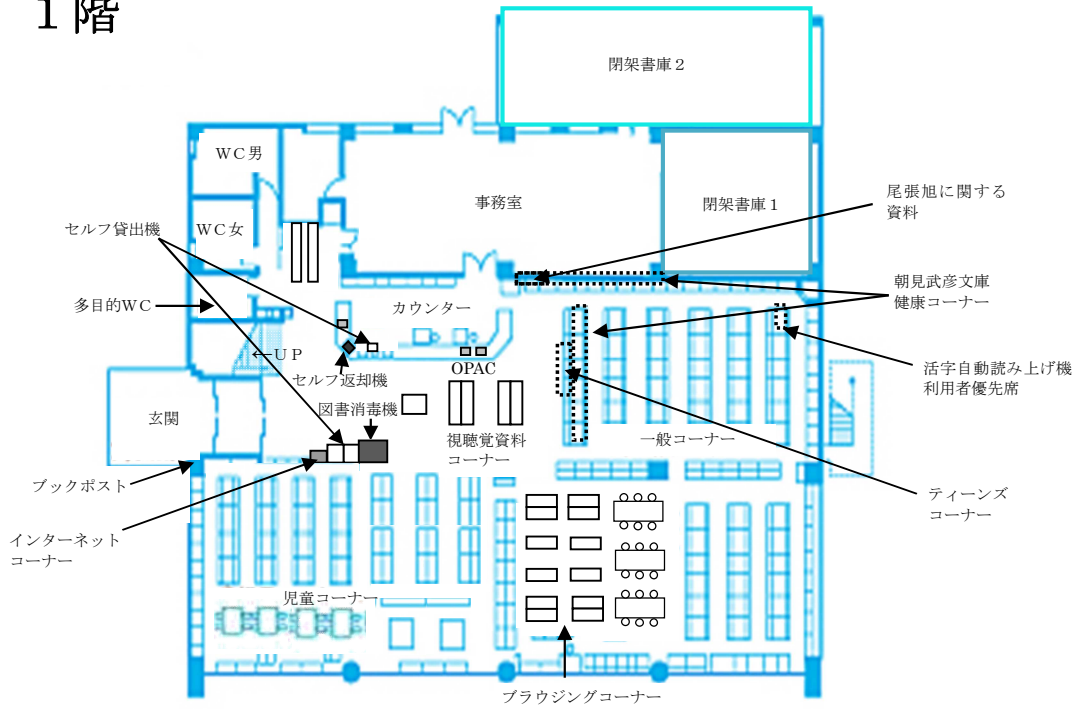 １階
閉架書庫２
ＷＣ男
事務室
閉架書庫１
尾張旭に関する
資料
セルフ貸出機
ＷＣ女
朝見武彦文庫
健康コーナー
多目的ＷＣ
カウンター
←ＵＰ
セルフ返却機
OPAC
活字自動読み上げ機
利用者優先席
玄関
図書消毒機
視聴覚資料
コーナー
一般コーナー
ブックポスト
ティーンズ
コーナー
インターネット
コーナー
児童コーナー
ブラウジングコーナー